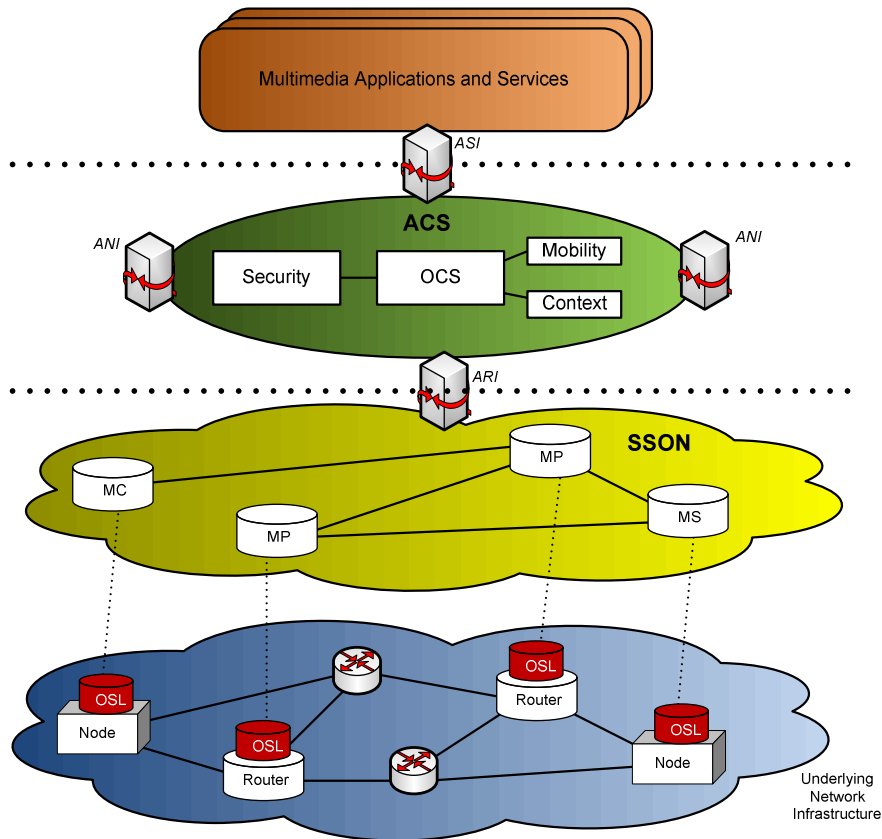 Multimedia Applications and Services
ASI
ACS
ANI
ANI
Security
OCS
Mobility
Context
ARI
SSON
MP
MC
MP
MS
OSL
Router
OSL
Node
OSL
Router
OSL
Node
Underlying
Network
Infrastructure